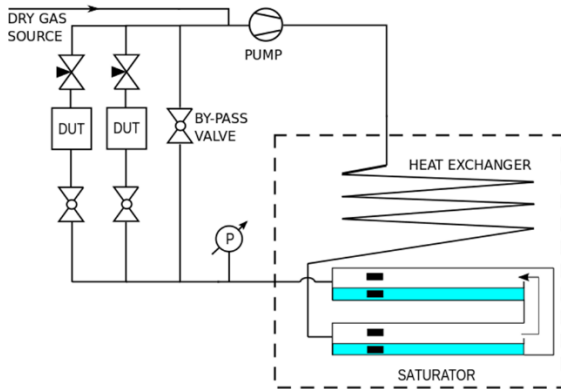 DRY GAS
SOURCE
PUMP
DUT
DUT
BY-PASS
VALVE
HEAT EXCHANGER
P
SATURATOR